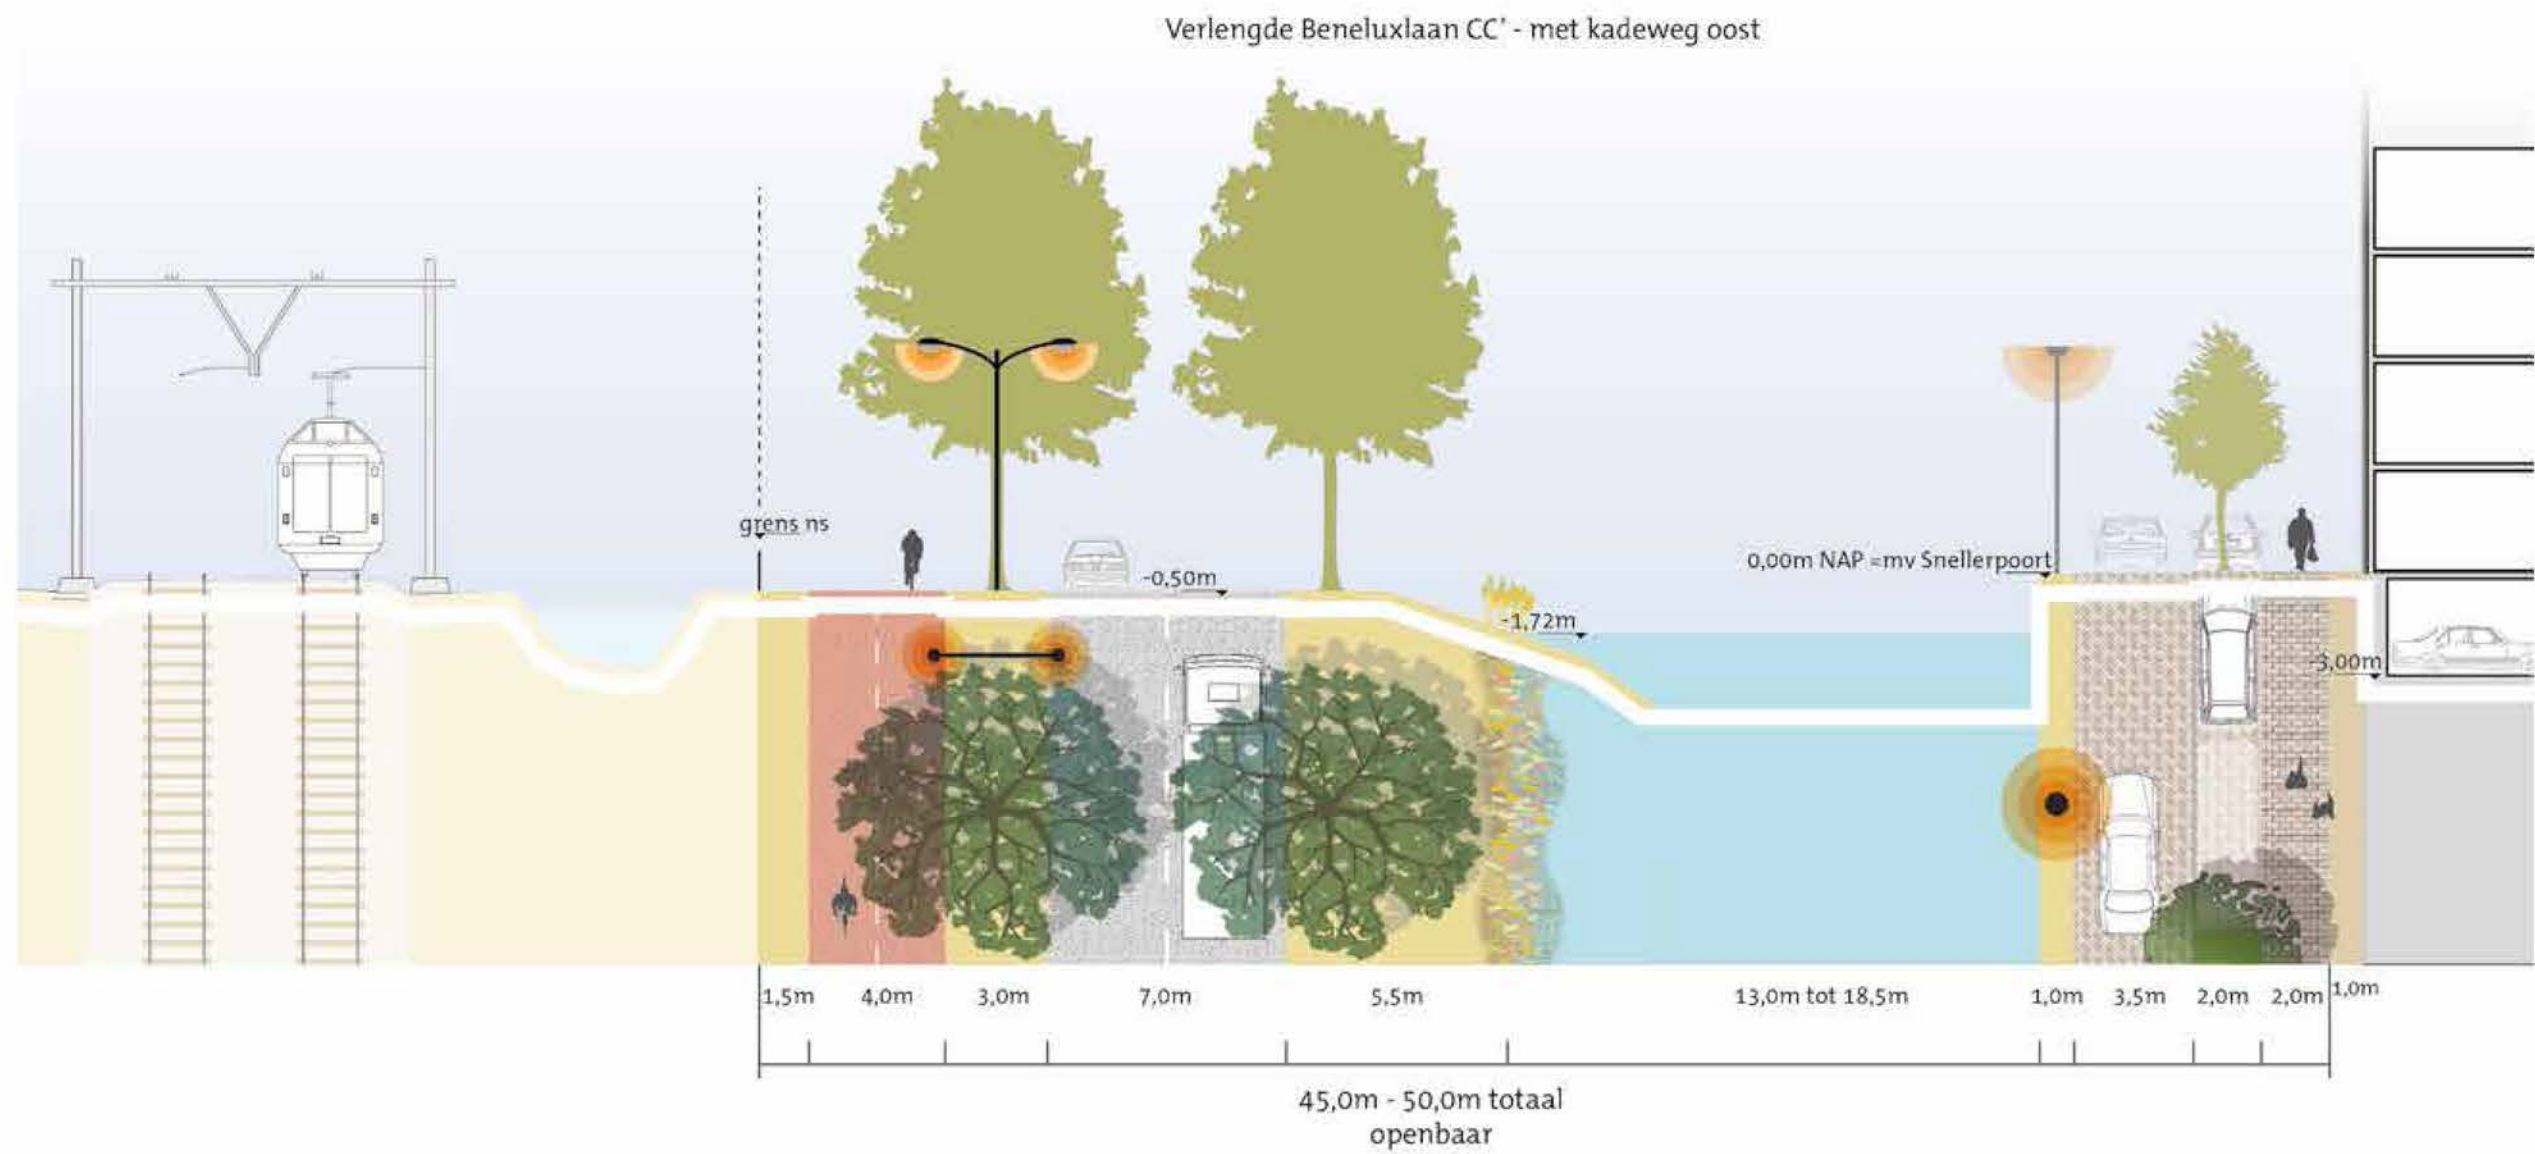 Verlengde Beneluxlaan CC' - met kadeweg oost
grens ns
-0,50m
0,00m NAP =mv Snellerpoort
-1,72m
-3,00m
1,5m 4,0m 3,0m 7,0m 5,5m 13,0m tot 18,5m 1,0m 3,5m 2,0m 2,0m 1,0m
45,0m - 50,0m totaal
openbaar